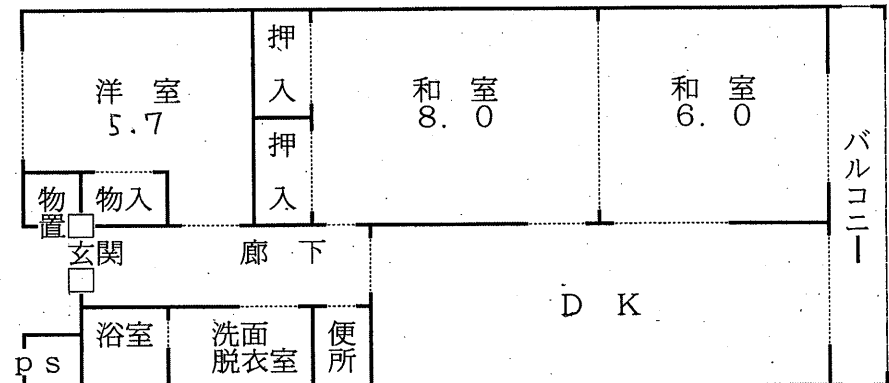 洋 室
5.7
押入
押入
和 室
8. 0
和 室
6. 0
バルコニー
物置
物入
玄関
廊 下
D K
浴室
洗面
脱衣室
便所
p s